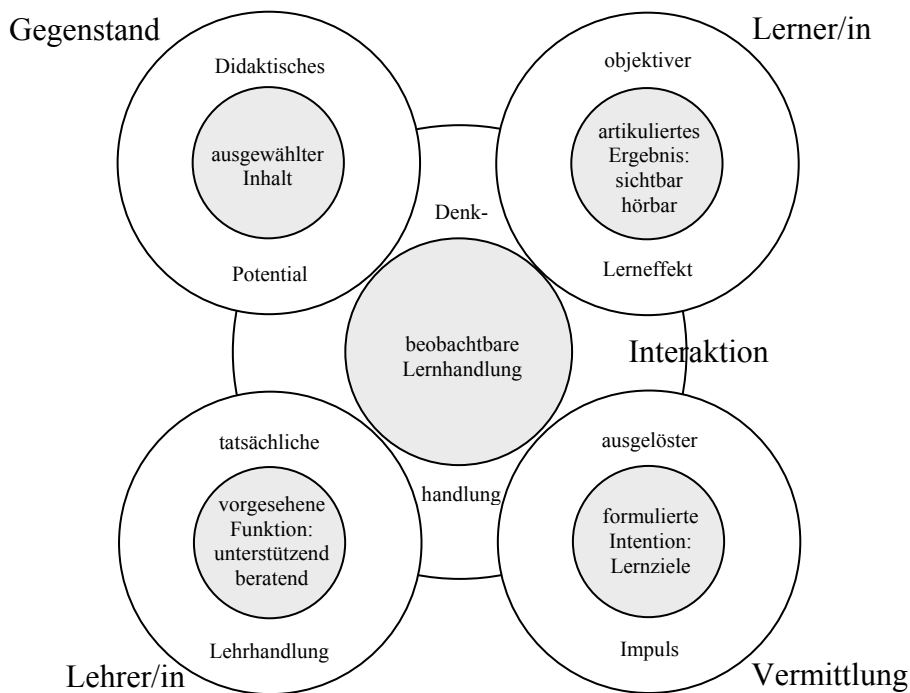 Gegenstand
Didaktisches
ausgewählter
Inhalt
Potential
Lerner/in
objektiver
artikuliertes
Ergebnis:
sichtbar
hörbar
Lerneffekt
Denk-
beobachtbare
Lernhandlung
handlung
Interaktion
tatsächliche
vorgesehene
Funktion:
unterstützend
beratend
Lehrhandlung
Lehrer/in
ausgelöster
formulierte
Intention:
Lernziele
Impuls
Vermittlung